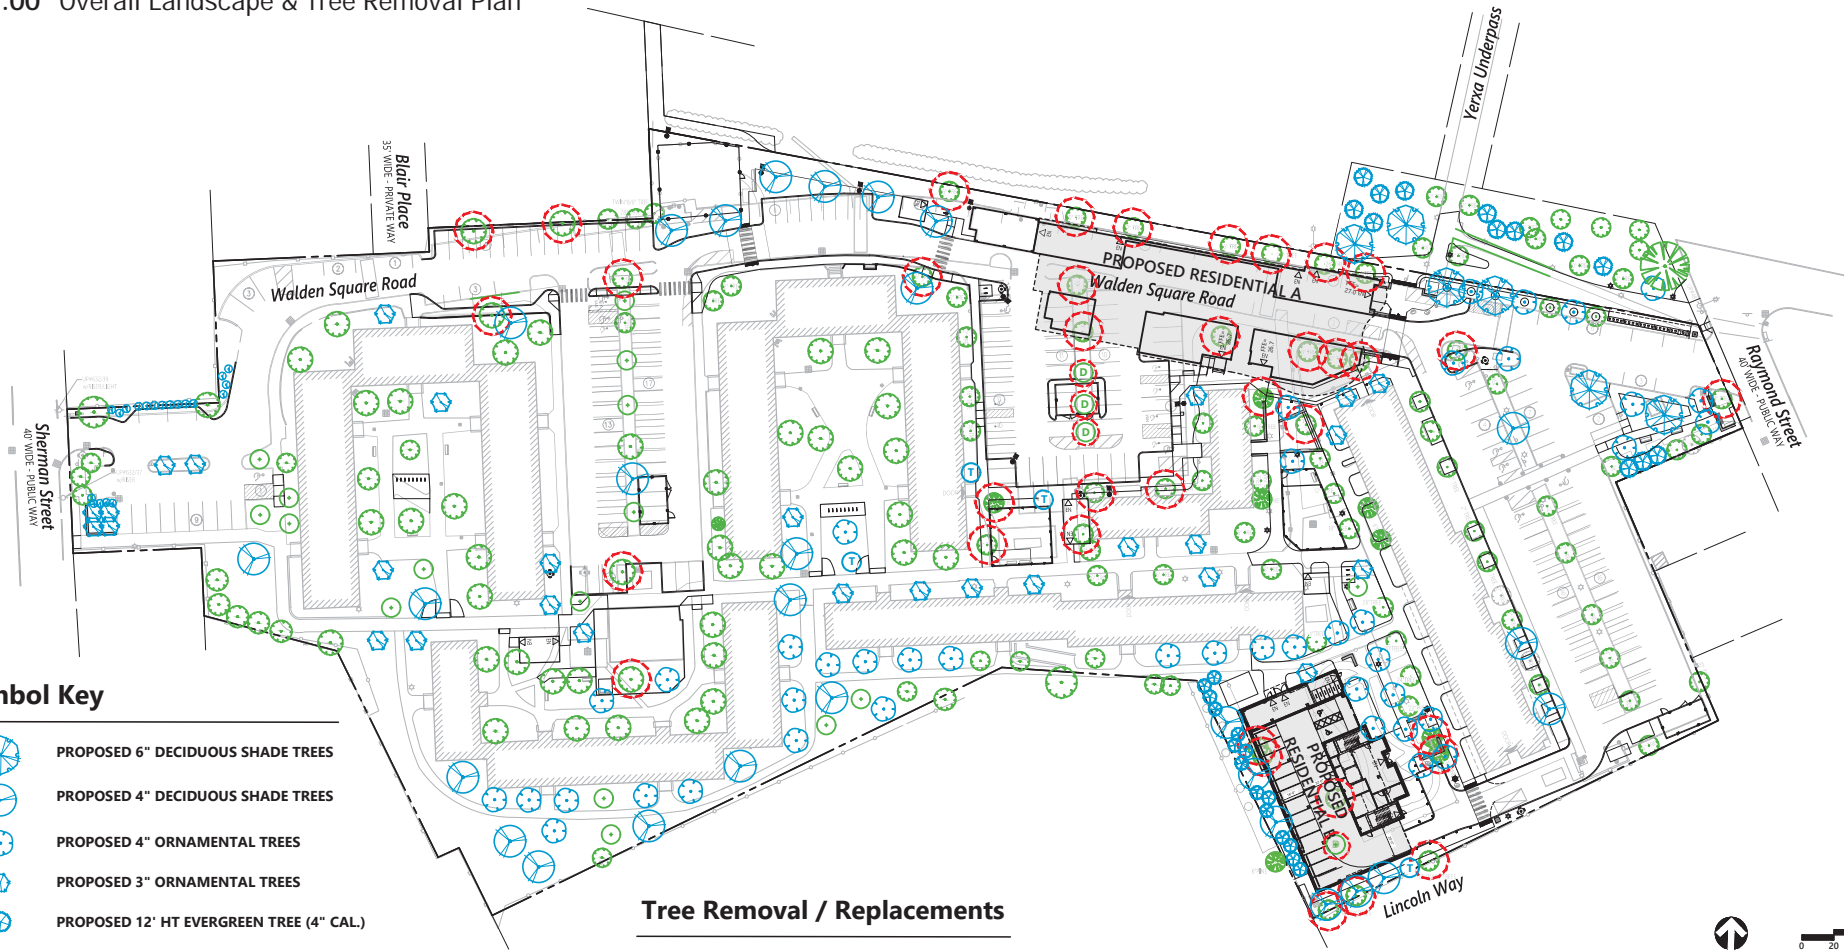 .00 Overall Landscape & Tree Removal Plan
Yerxa Underpass
Blair Place
35' WIDE - PRIVATE WAY
Walden Square Road
PROPOSED RESIDENTIAL A
Walden Square Road
Raymond Street
40' WIDE - PUBLIC WAY
Sherman Street
40' WIDE - PUBLIC WAY
D
D
D
T
T
T
PROPOSED
RESIDENTIAL
T
Lincoln Way
nbol Key
PROPOSED 6" DECIDUOUS SHADE TREES
PROPOSED 4" DECIDUOUS SHADE TREES
PROPOSED 4" ORNAMENTAL TREES
PROPOSED 3" ORNAMENTAL TREES
PROPOSED 12' HT EVERGREEN TREE (4" CAL.)
Tree Removal / Replacements
0 20